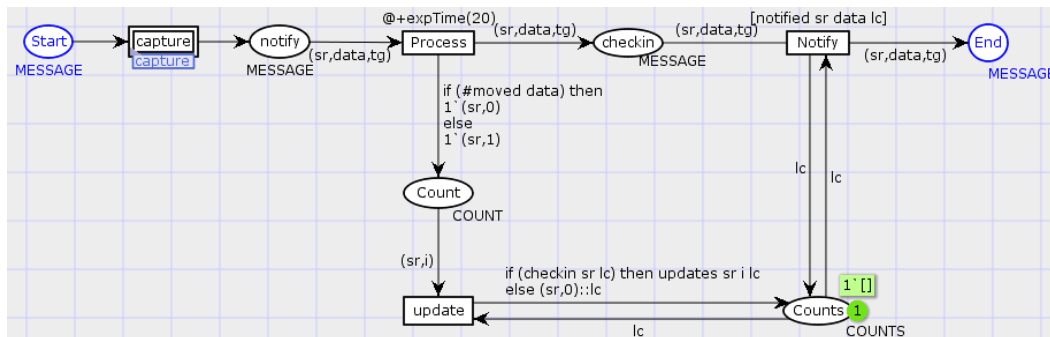 @+expTime(20)
[notified sr data lc]
Start
capture
notify
Process
(sr,data,tg)
checkin
(sr,data,tg)
Notify
End
capture
MESSAGE
MESSAGE
(sr,data,tg)
MESSAGE
(sr,data,tg)
MESSAGE
if (#moved data) then
1`(sr,0)
else
1`(sr,1)
lc
lc
Count
COUNT
(sr,i)
if (checkin sr lc) then updates sr i lc
else (sr,0)::lc
1`[]
update
Counts
1
lc
COUNTS